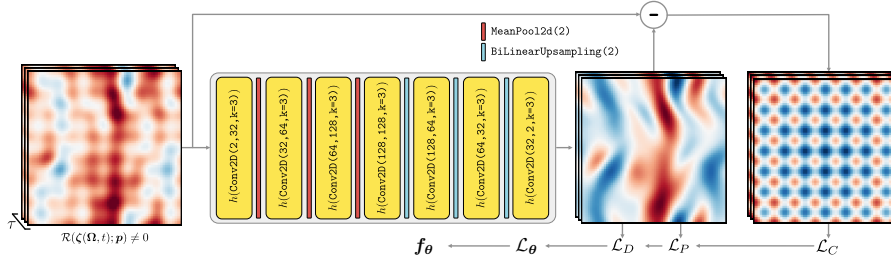 −
MeanPool2d(2)
BiLinearUpsampling(2)
h(Conv2D(2,32,k=3))
h(Conv2D(32,64,k=3))
h(Conv2D(64,128,k=3))
h(Conv2D(128,128,k=3))
h(Conv2D(128,64,k=3))
h(Conv2D(64,32,k=3))
h(Conv2D(32,2,k=3))
τ
𝓡(ζ(Ω, t); p) ≠ 0
f_θ
𝓛_θ
𝓛_D
𝓛_P
𝓛_C